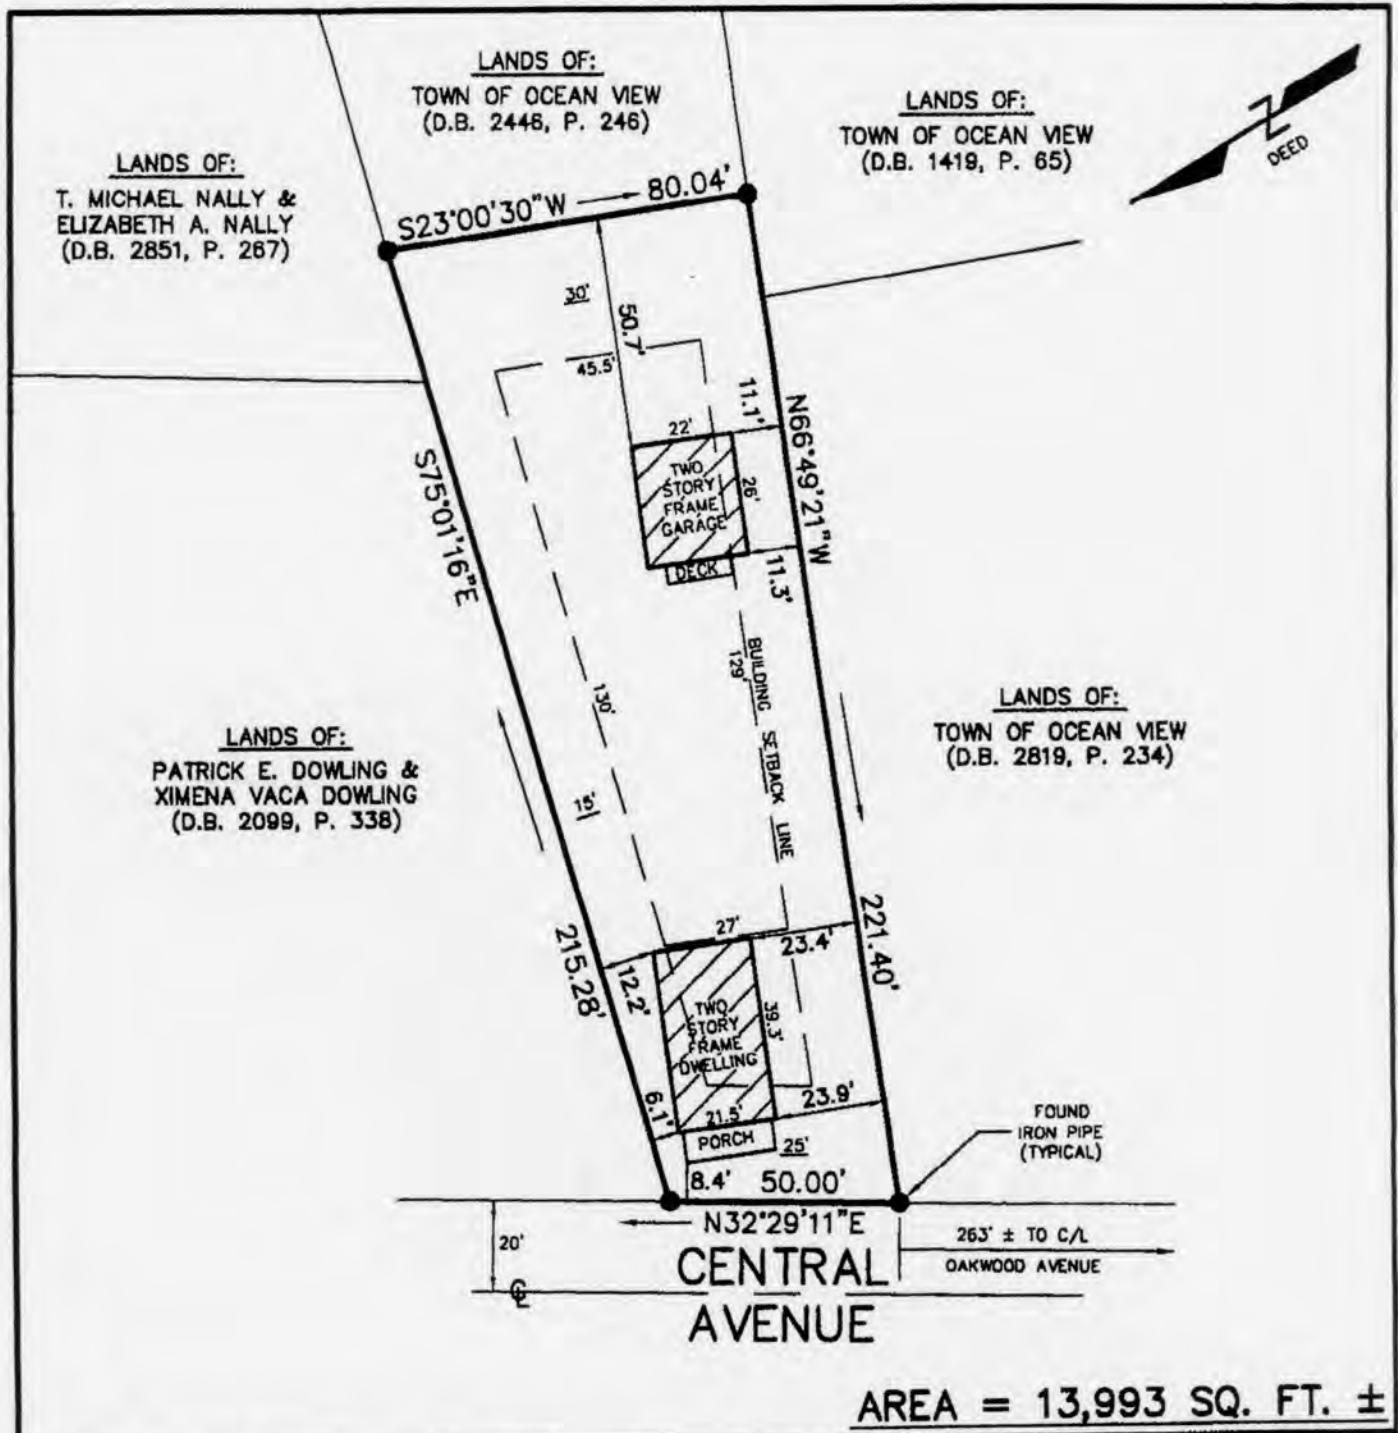 LANDS OF:
TOWN OF OCEAN VIEW
(D.B. 2446, P. 246)
LANDS OF:
TOWN OF OCEAN VIEW
(D.B. 1419, P. 65)
DEED
LANDS OF:
T. MICHAEL NALLY &
ELIZABETH A. NALLY
(D.B. 2851, P. 267)
S23°00'30"W
80.04'
30'
50.7'
45.5'
11.1'
22'
N66°49'21"W
TWO
STORY
FRAME
GARAGE
26'
S75°01'16"E
DECK
11.3'
BUILDING SETBACK LINE
129'
130'
LANDS OF:
TOWN OF OCEAN VIEW
(D.B. 2819, P. 234)
LANDS OF:
PATRICK E. DOWLING &
XIMENA VACA DOWLING
(D.B. 2099, P. 338)
15'
27'
23.4'
221.40'
215.28'
12.2'
TWO
STORY
FRAME
DWELLING
39.3'
6.1'
21.5'
23.9'
PORCH
25'
FOUND
IRON PIPE
(TYPICAL)
8.4'
50.00'
N32°29'11"E
20'
263' ± TO C/L
OAKWOOD AVENUE
CENTRAL
AVENUE
AREA = 13,993 SQ. FT. ±